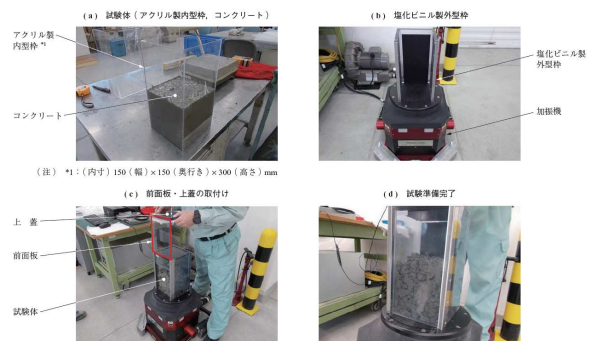 (a) 試験体(アクリル製内型枠,コンクリート)
アクリル製
内型枠 *1
コンクリート
(注) *1:(内寸)150(幅)×150(奥行き)×300(高さ)mm
(b) 塩化ビニル製外型枠
塩化ビニル製
外型枠
加振機
(c) 前面板・上蓋の取付け
上 蓋
前面板
試験体
(d) 試験準備完了